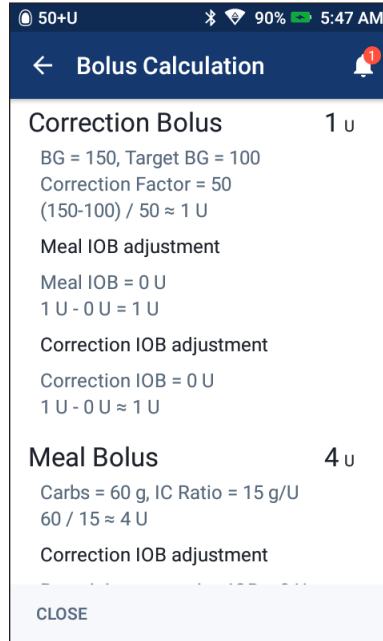 50+U 90% 5:47 AM
Bolus Calculation 1
Correction Bolus 1 U
BG = 150, Target BG = 100
Correction Factor = 50
(150-100) / 50 ≈ 1 U
Meal IOB adjustment
Meal IOB = 0 U
1 U - 0 U = 1 U
Correction IOB adjustment
Correction IOB = 0 U
1 U - 0 U ≈ 1 U
Meal Bolus 4 U
Carbs = 60 g, IC Ratio = 15 g/U
60 / 15 ≈ 4 U
Correction IOB adjustment
CLOSE